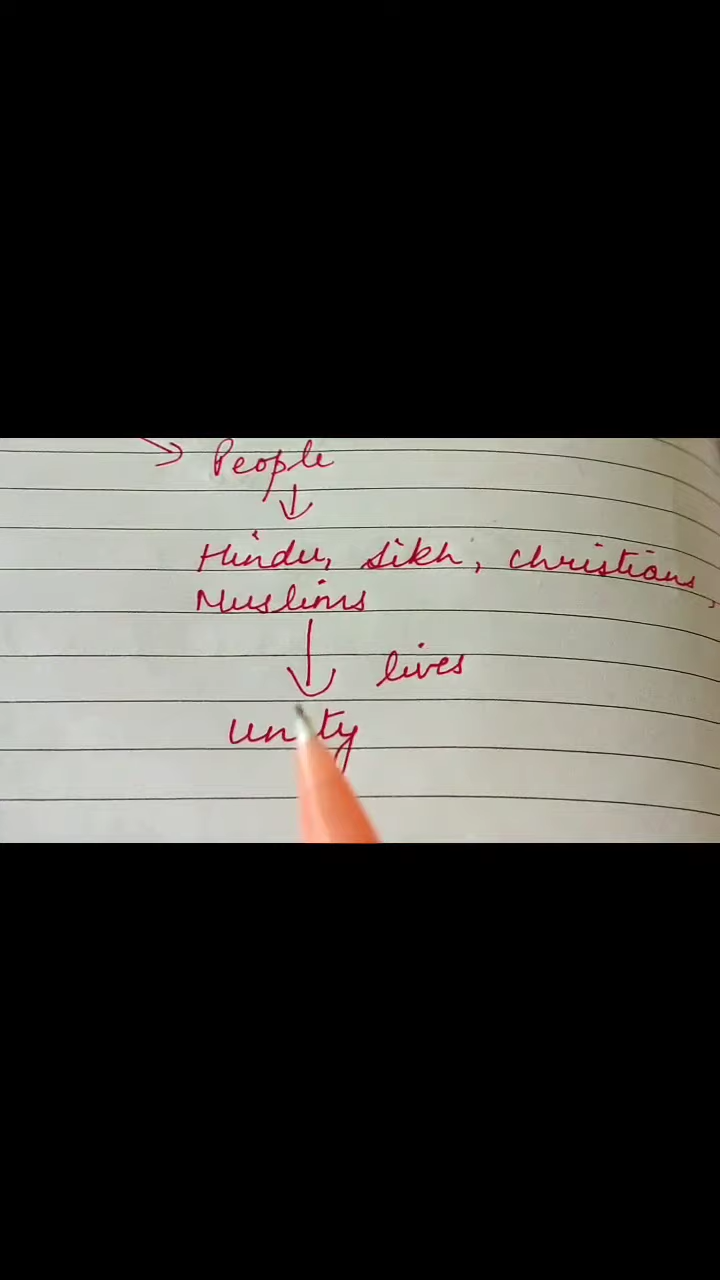 → People
↓
Hindu, Sikh, Christians,
Muslims
↓ lives
unity